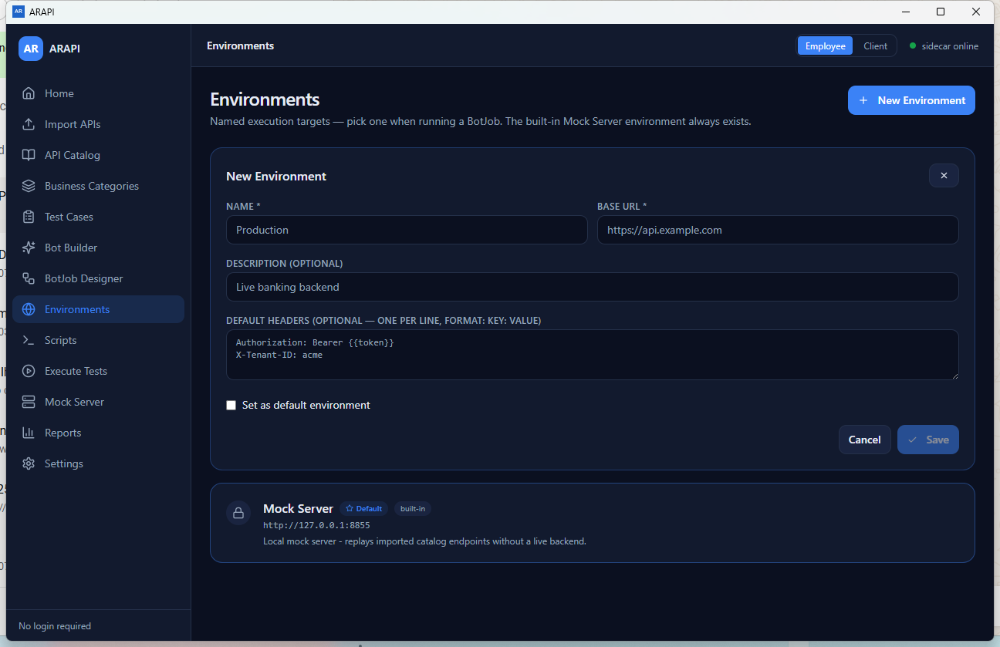 AR ARAPI
AR ARAPI
Home
Import APIs
API Catalog
Business Categories
Test Cases
Bot Builder
BotJob Designer
Environments
Scripts
Execute Tests
Mock Server
Reports
Settings
No login required
Environments
Employee Client sidecar online
Environments
+ New Environment
Named execution targets — pick one when running a BotJob. The built-in Mock Server environment always exists.
New Environment
NAME * BASE URL *
Production https://api.example.com
DESCRIPTION (OPTIONAL)
Live banking backend
DEFAULT HEADERS (OPTIONAL — ONE PER LINE, FORMAT: KEY: VALUE)
Authorization: Bearer {{token}}
X-Tenant-ID: acme
Set as default environment
Cancel Save
Mock Server Default built-in
http://127.0.0.1:8855
Local mock server - replays imported catalog endpoints without a live backend.